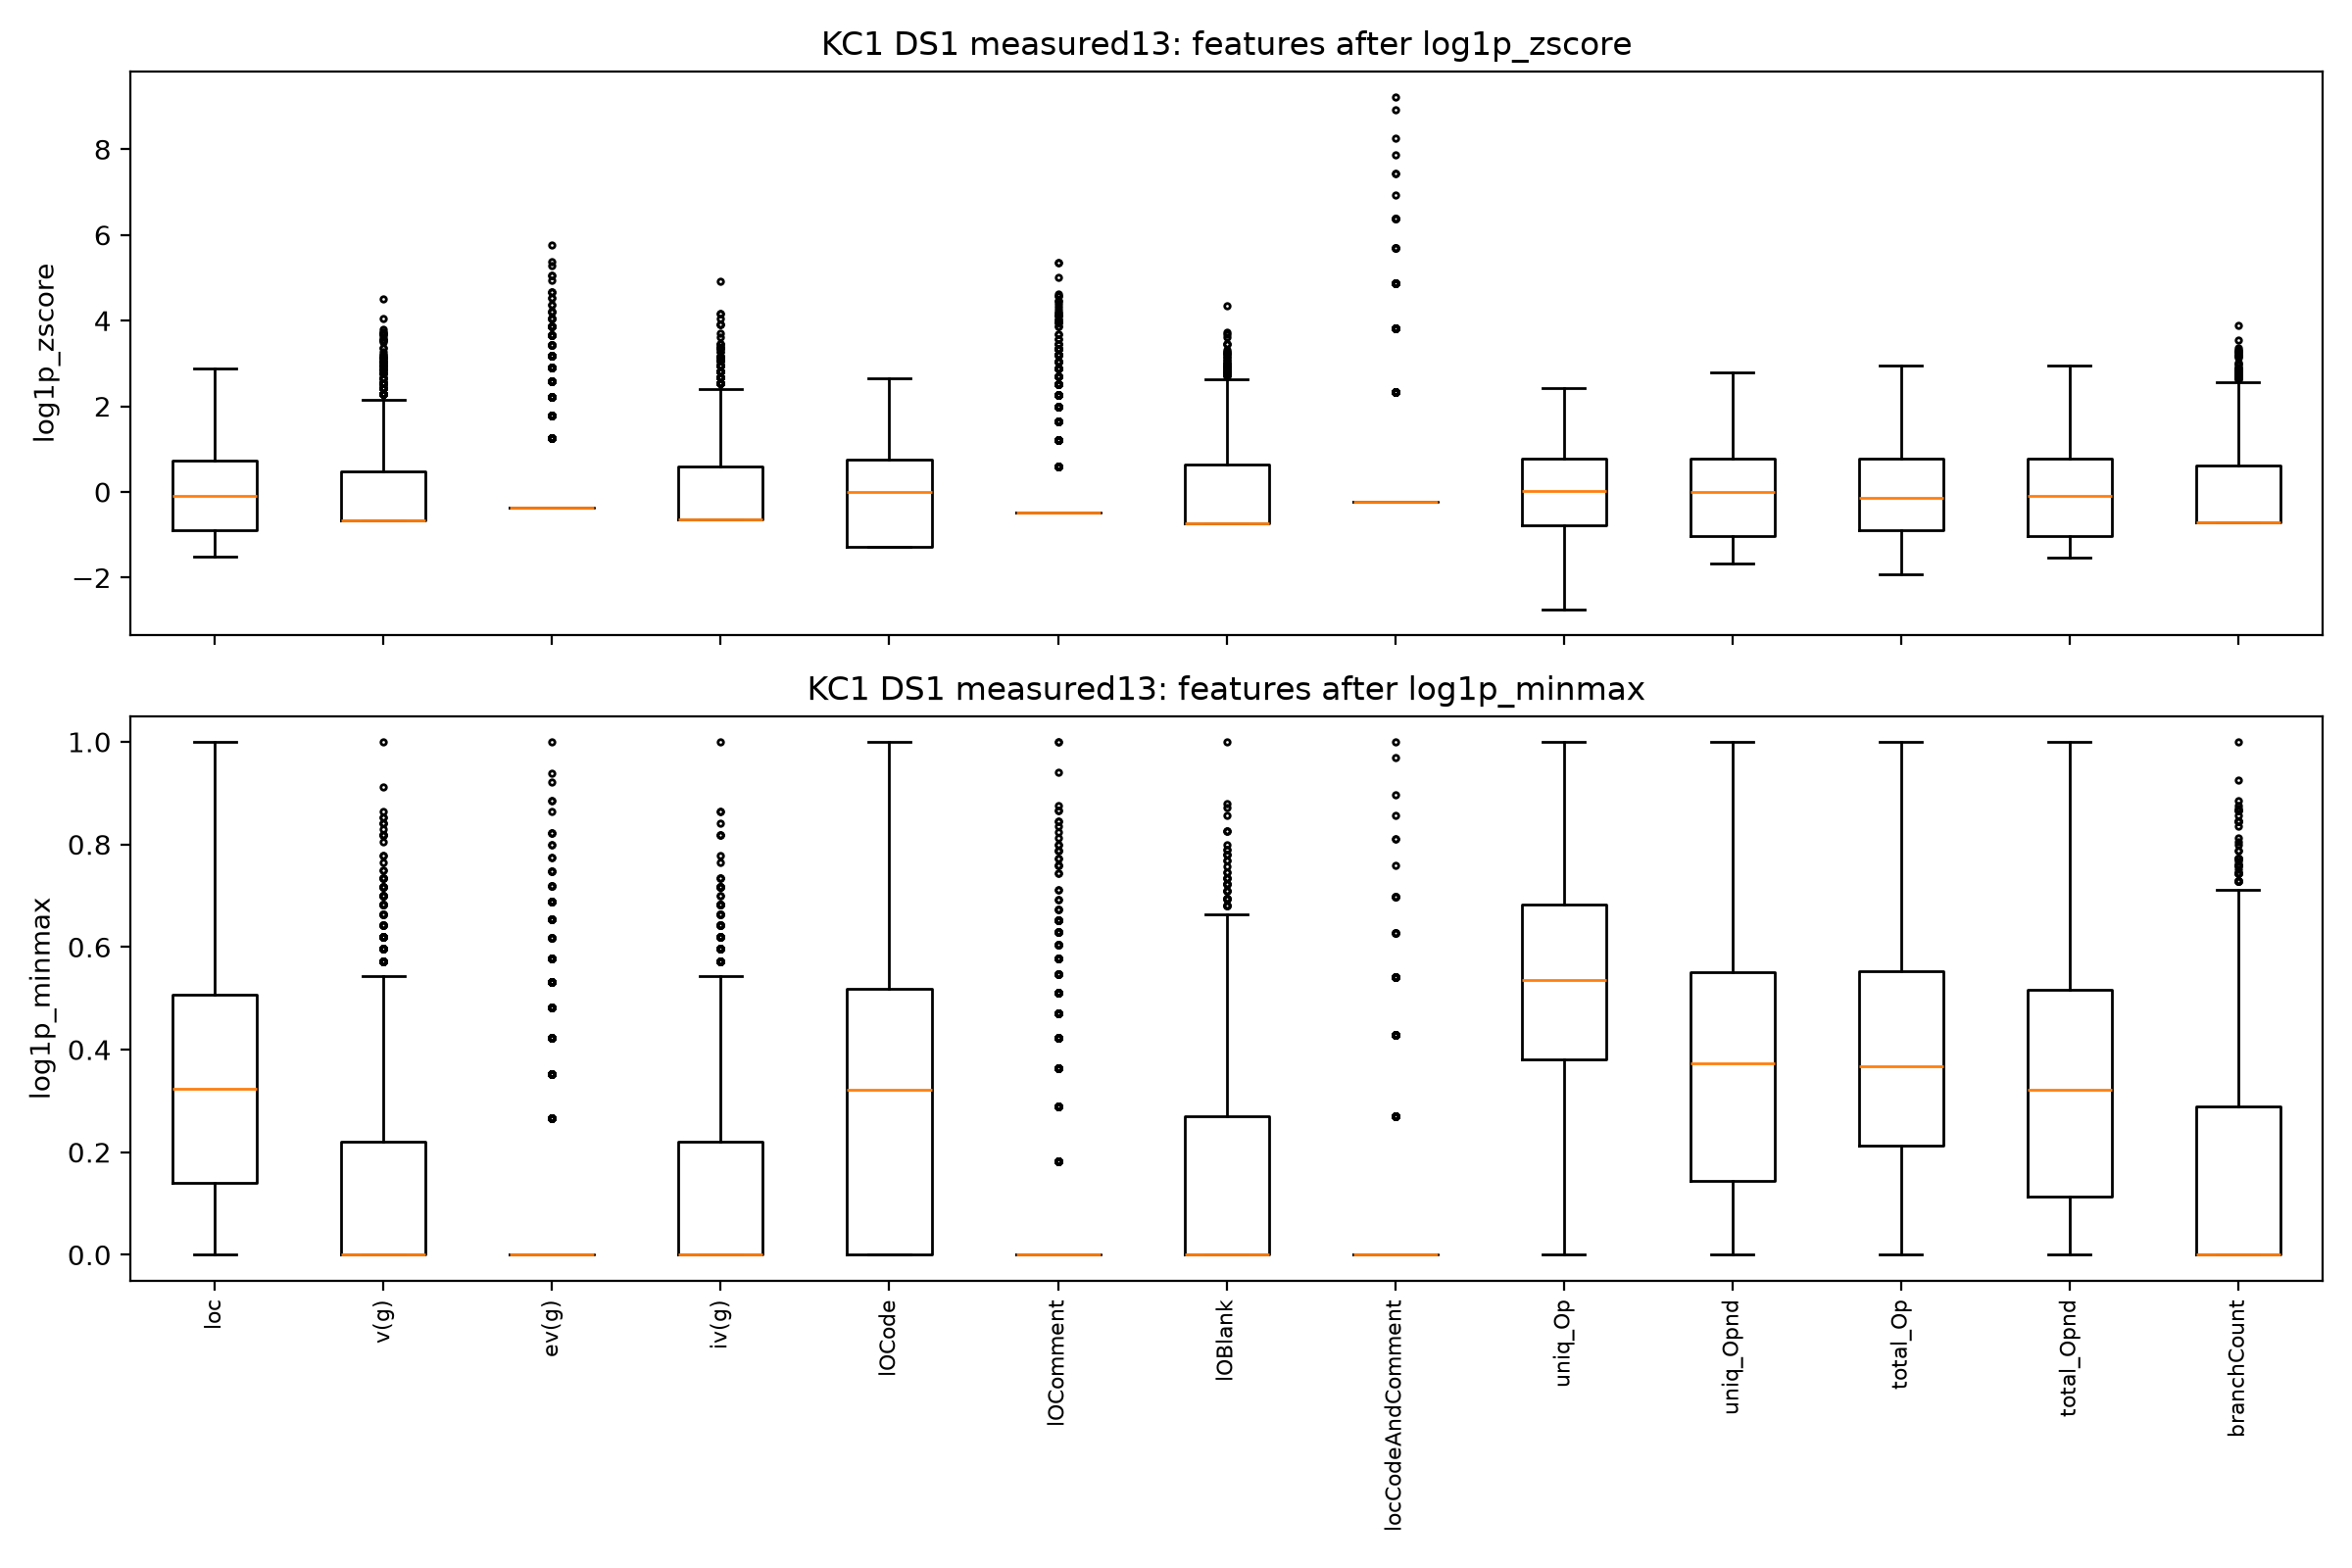 KC1 DS1 measured13: features after log1p_zscore
log1p_zscore
8
6
4
2
0
−2
KC1 DS1 measured13: features after log1p_minmax
log1p_minmax
1.0
0.8
0.6
0.4
0.2
0.0
loc
v(g)
ev(g)
iv(g)
lOCode
lOComment
lOBlank
locCodeAndComment
uniq_Op
uniq_Opnd
total_Op
total_Opnd
branchCount